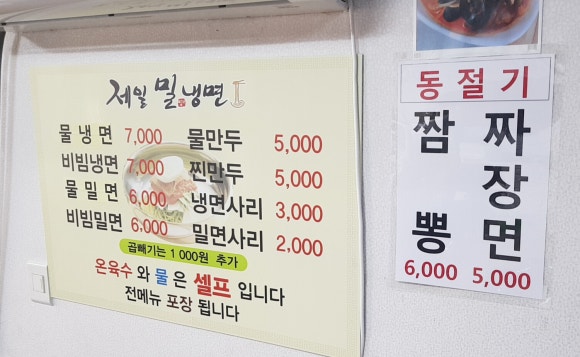 제일 밀냉면
물냉면 7,000 물만두 5,000
비빔냉면 7,000 찐만두 5,000
물밀면 6,000 냉면사리 3,000
비빔밀면 6,000 밀면사리 2,000
곱빼기는 1000원 추가
온육수 와 물 은 셀프 입니다
전메뉴 포장 됩니다
동절기
짬뽕 6,000
짜장면 5,000